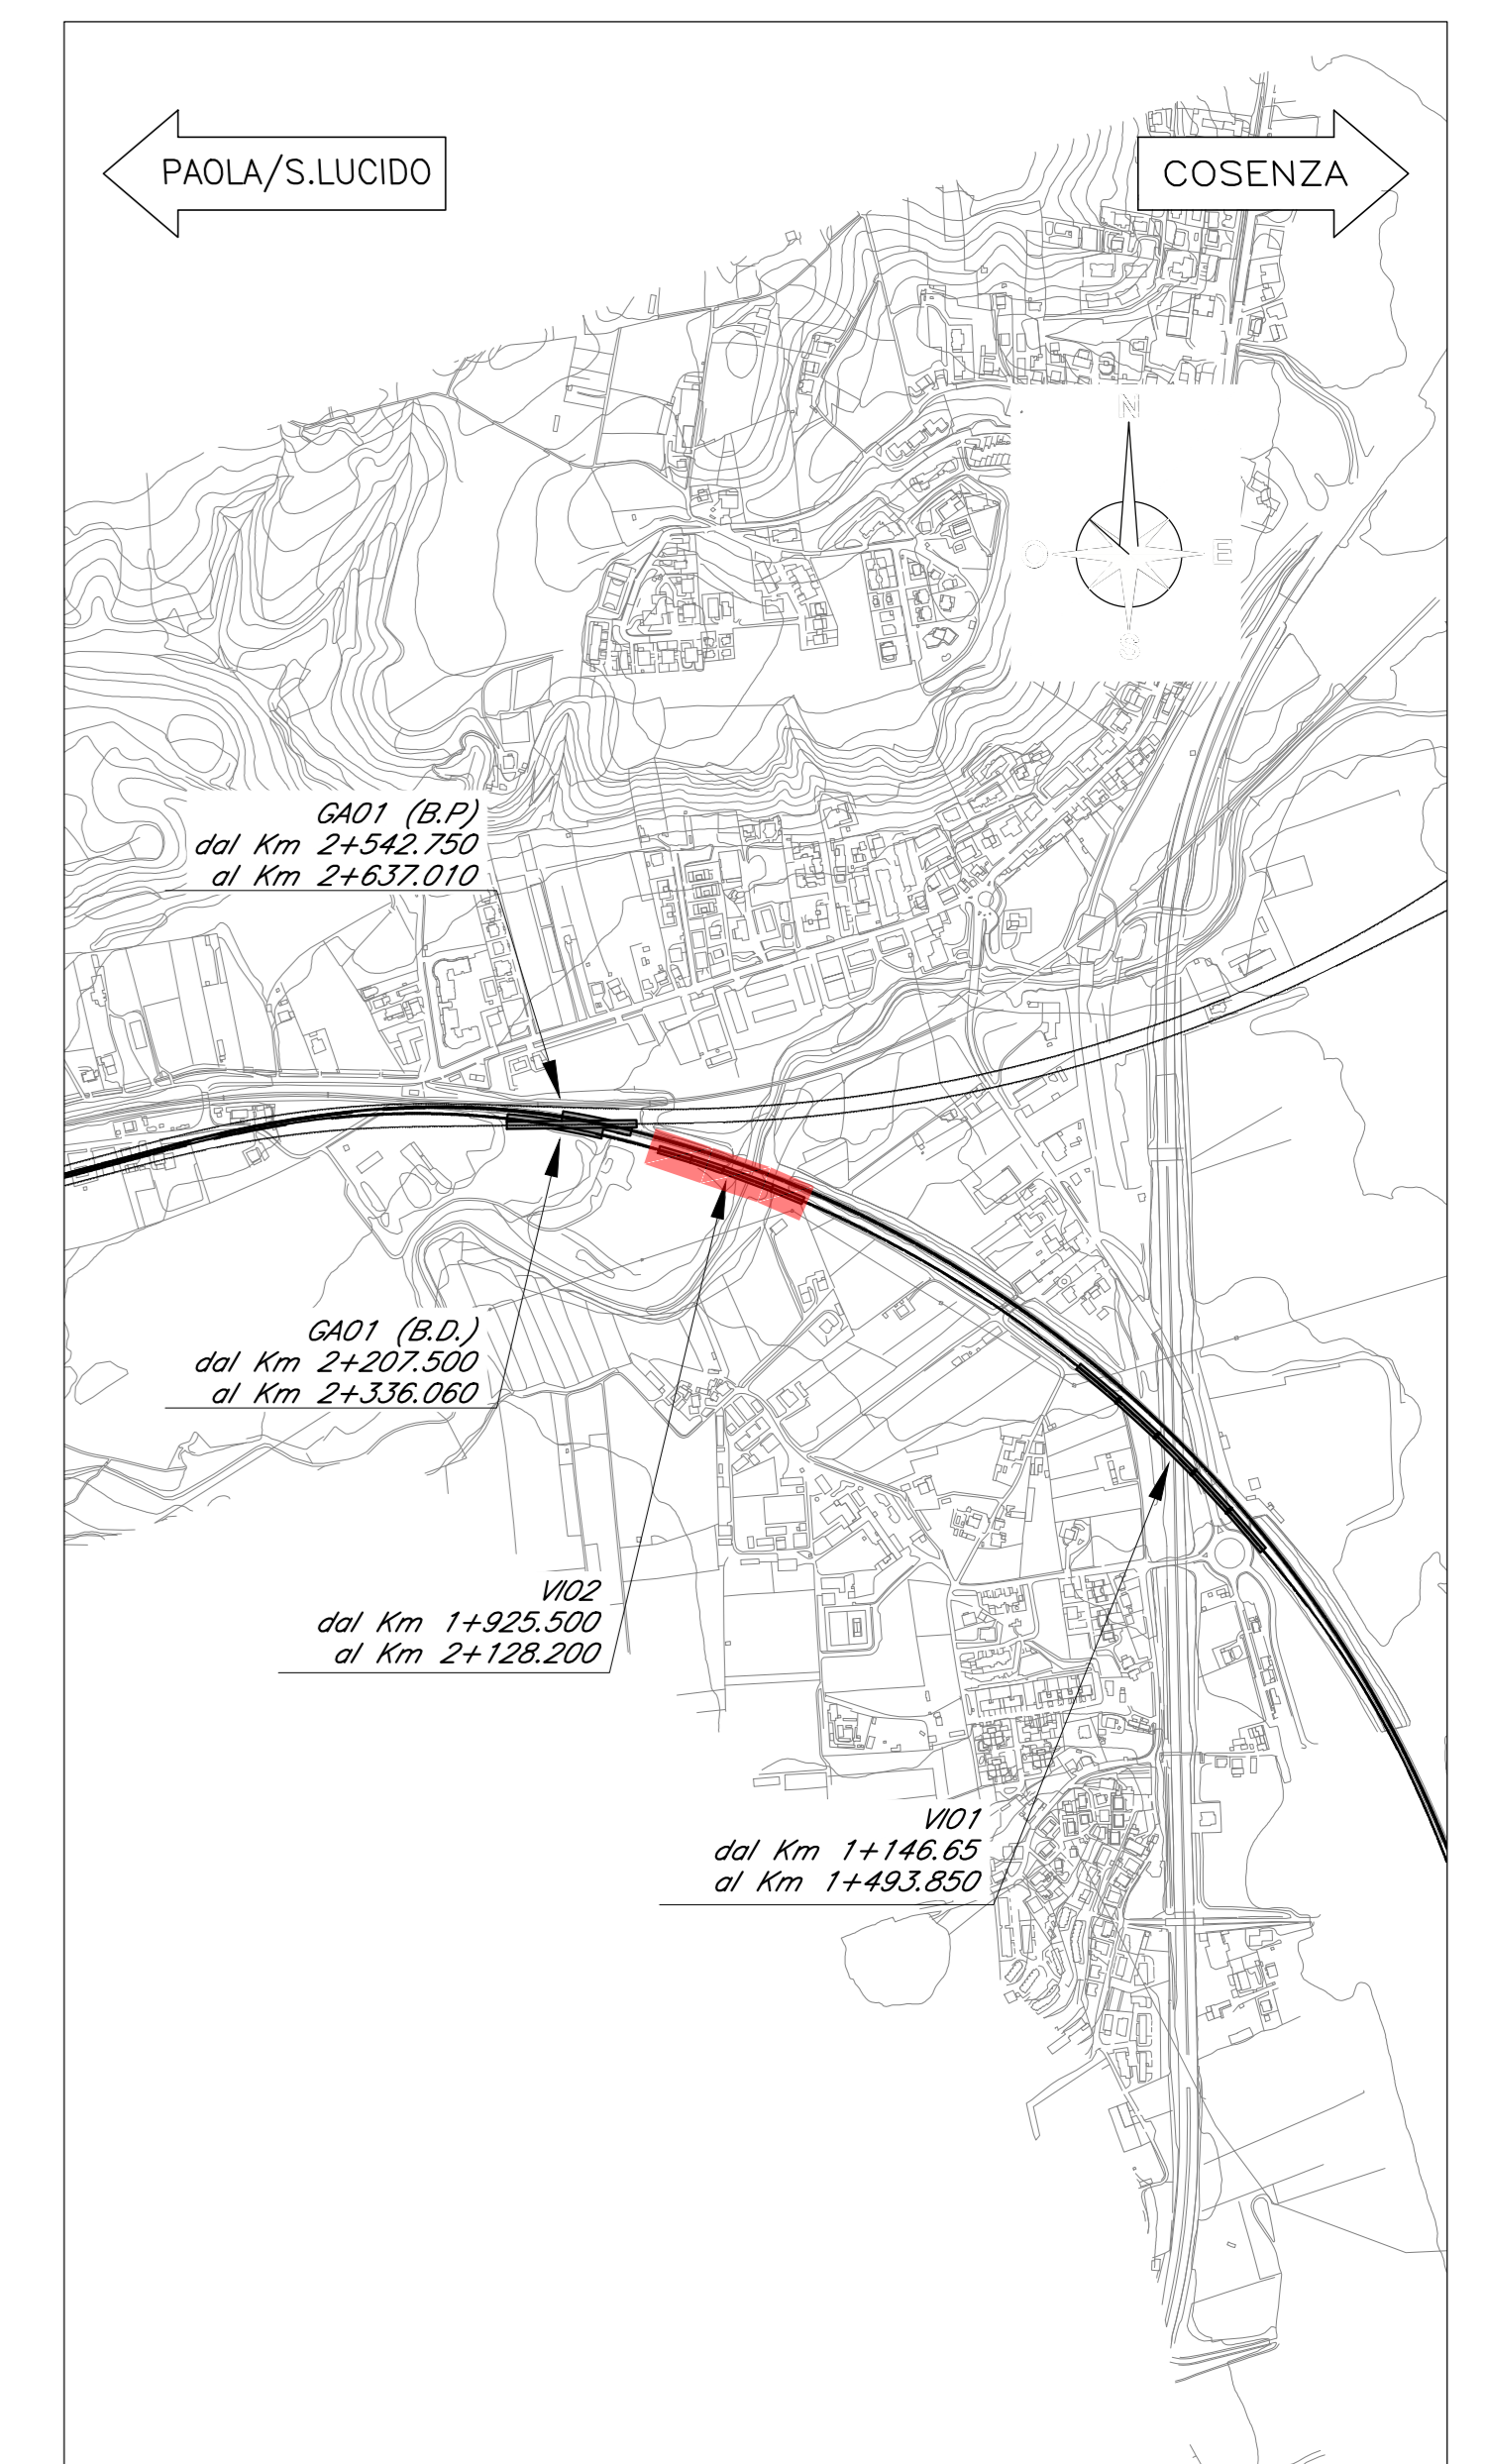 PAOLA/S.LUCIDO
COSENZA
N
O
E
S
GA01 (B.P)
dal Km 2+542.750
al Km 2+637.010
GA01 (B.D.)
dal Km 2+207.500
al Km 2+336.060
VI02
dal Km 1+925.500
al Km 2+128.200
VI01
dal Km 1+146.65
al Km 1+493.850